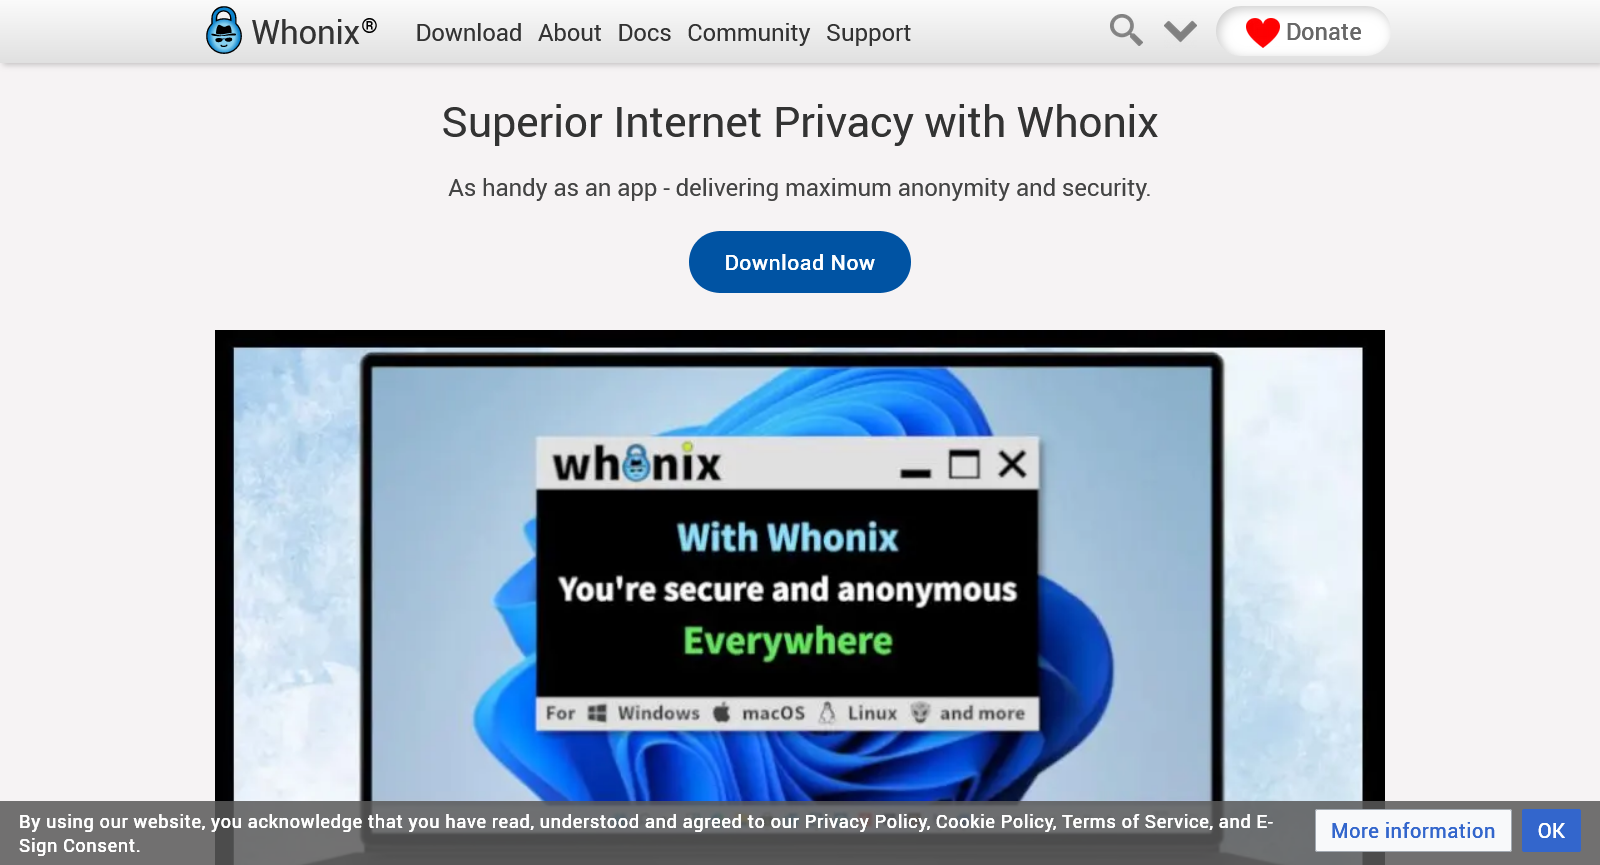 Whonix®
Download About Docs Community Support
Donate
Superior Internet Privacy with Whonix
As handy as an app - delivering maximum anonymity and security.
Download Now
whonix
With Whonix
You're secure and anonymous
Everywhere
For Windows macOS Linux and more
By using our website, you acknowledge that you have read, understood and agreed to our Privacy Policy, Cookie Policy, Terms of Service, and E-
Sign Consent.
More information
OK